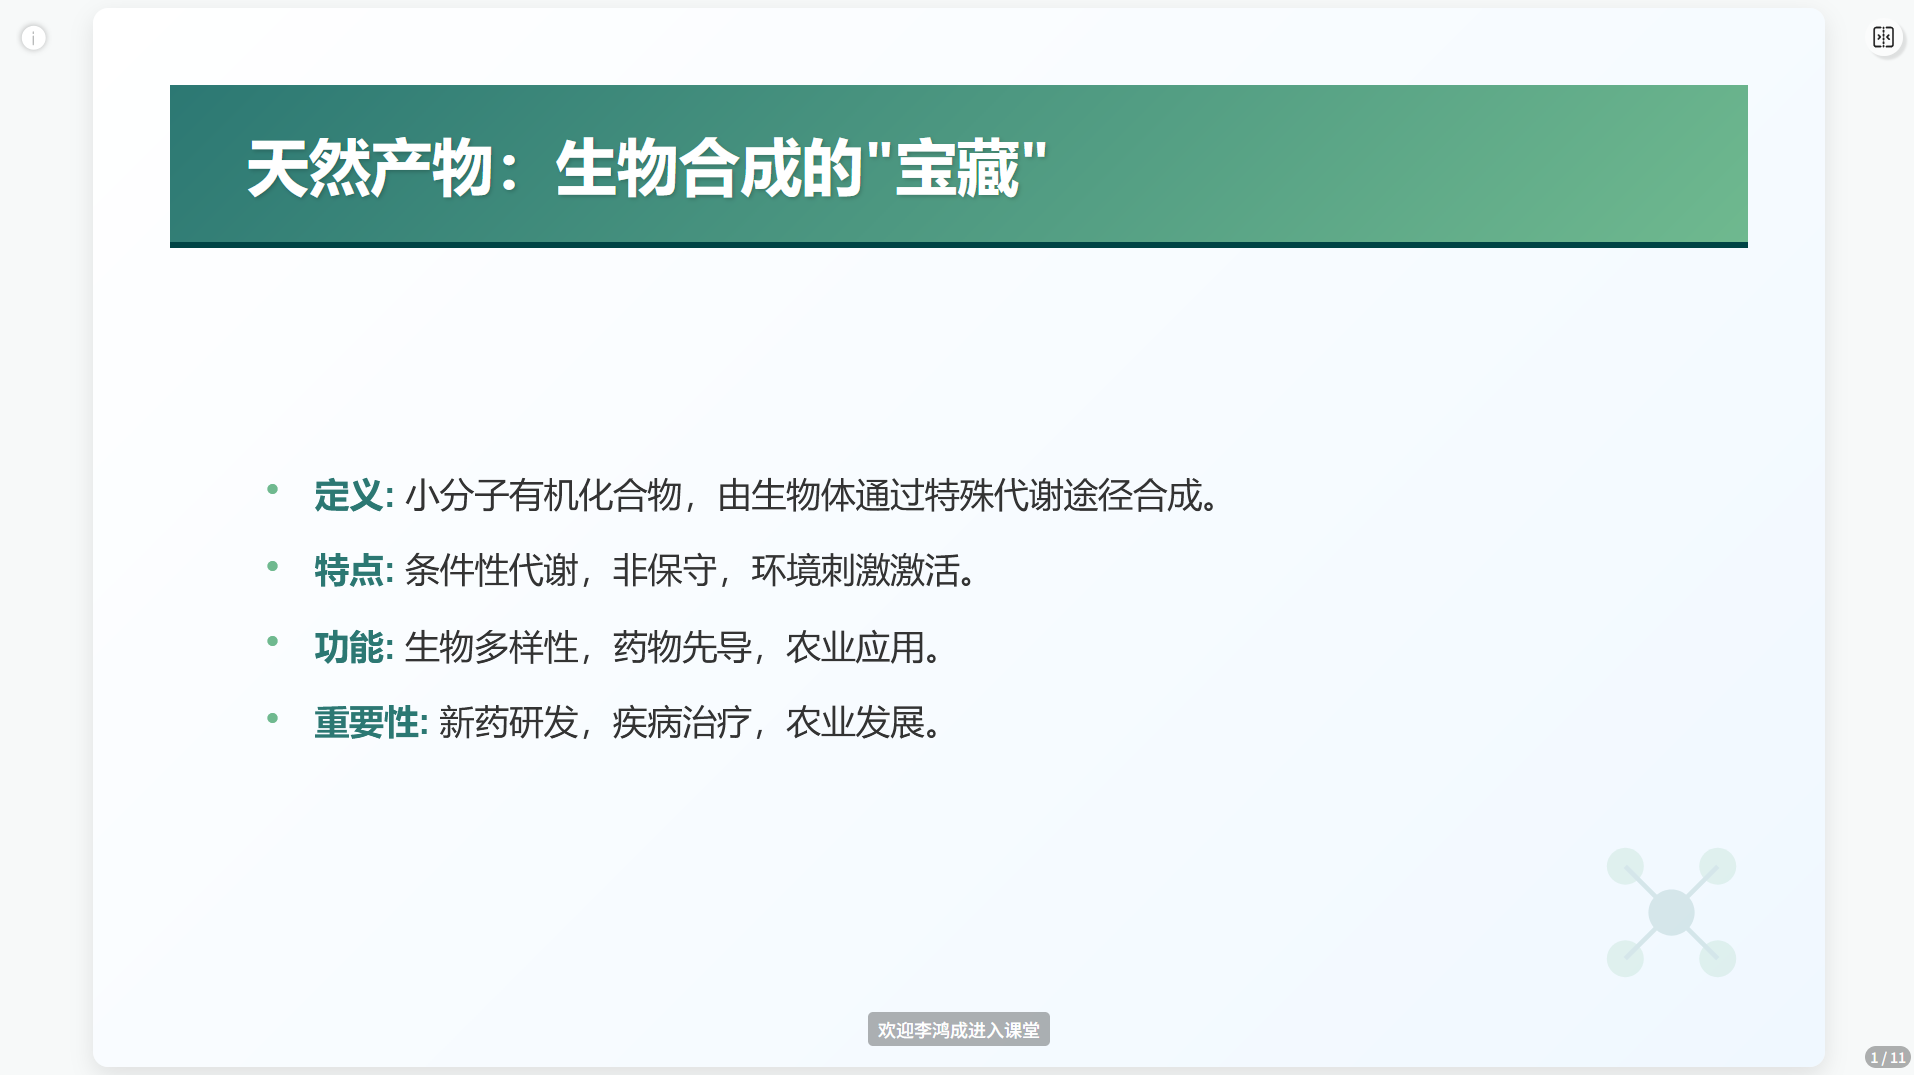 天然产物：生物合成的"宝藏"
定义: 小分子有机化合物，由生物体通过特殊代谢途径合成。
特点: 条件性代谢，非保守，环境刺激激活。
功能: 生物多样性，药物先导，农业应用。
重要性: 新药研发，疾病治疗，农业发展。
欢迎李鸿成进入课堂
1 / 11